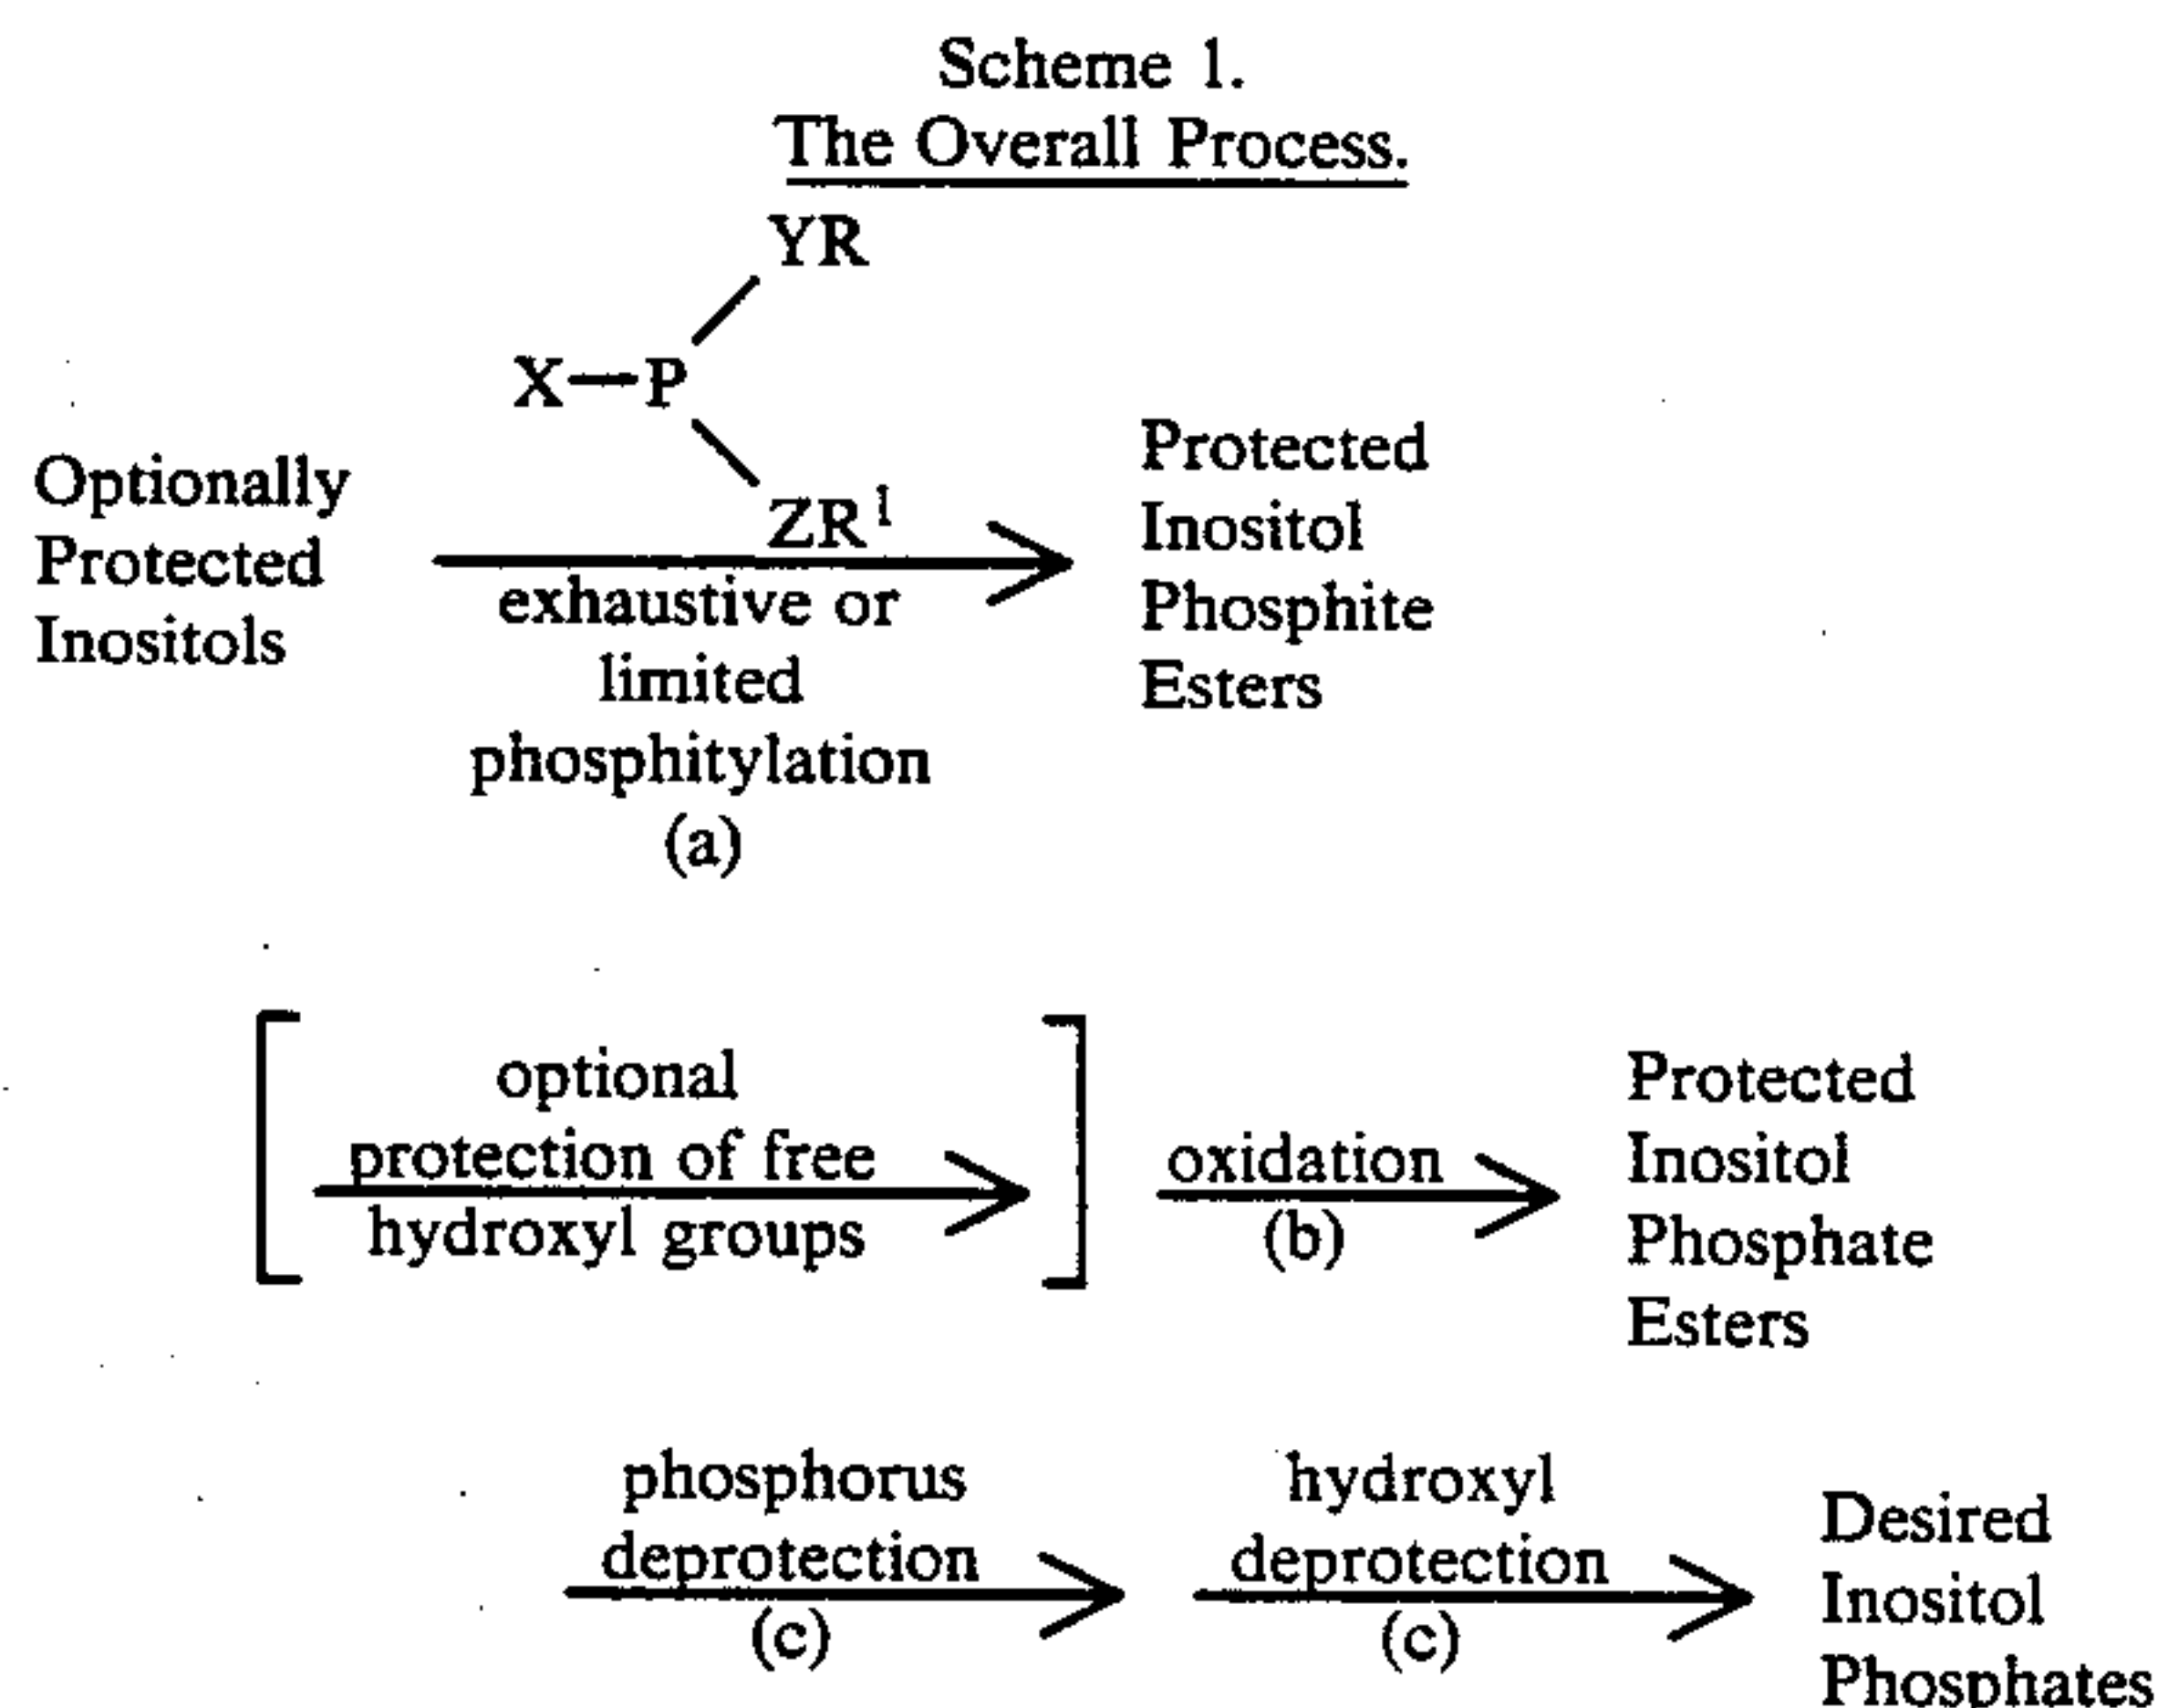 Scheme 1.
The Overall Process.
YR
X—P
ZR¹
Optionally
Protected
Inositols
exhaustive or
limited
phosphitylation
(a)
Protected
Inositol
Phosphite
Esters
optional
protection of free
hydroxyl groups
oxidation
(b)
Protected
Inositol
Phosphate
Esters
phosphorus
deprotection
(c)
hydroxyl
deprotection
(c)
Desired
Inositol
Phosphates